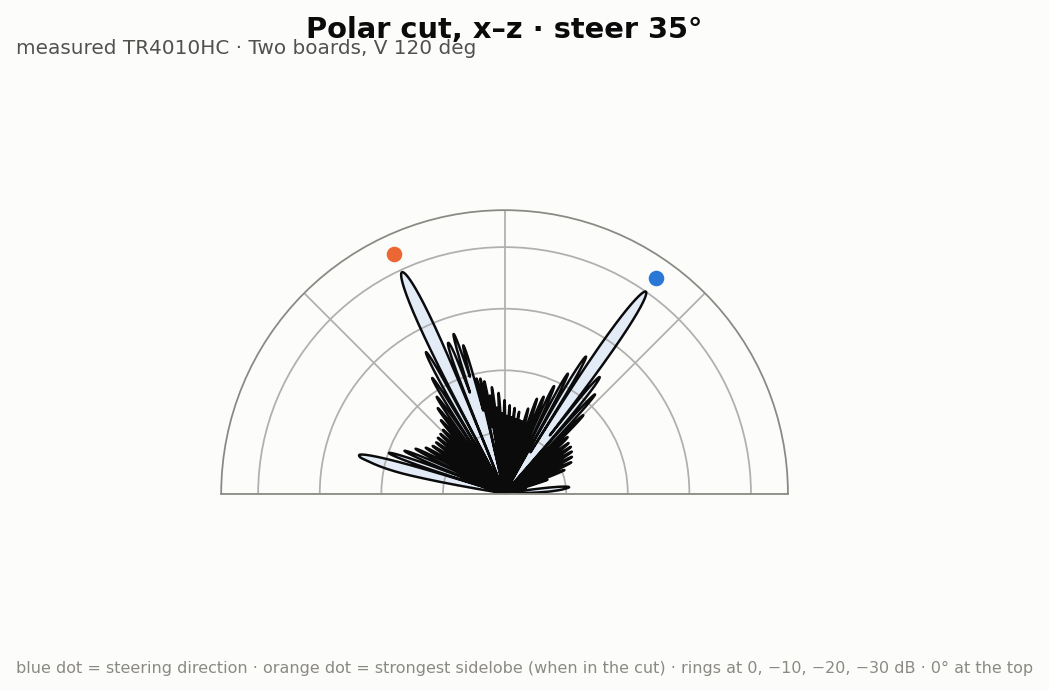 Polar cut, x–z · steer 35°
measured TR4010HC · Two boards, V 120 deg
blue dot = steering direction · orange dot = strongest sidelobe (when in the cut) · rings at 0, −10, −20, −30 dB · 0° at the top